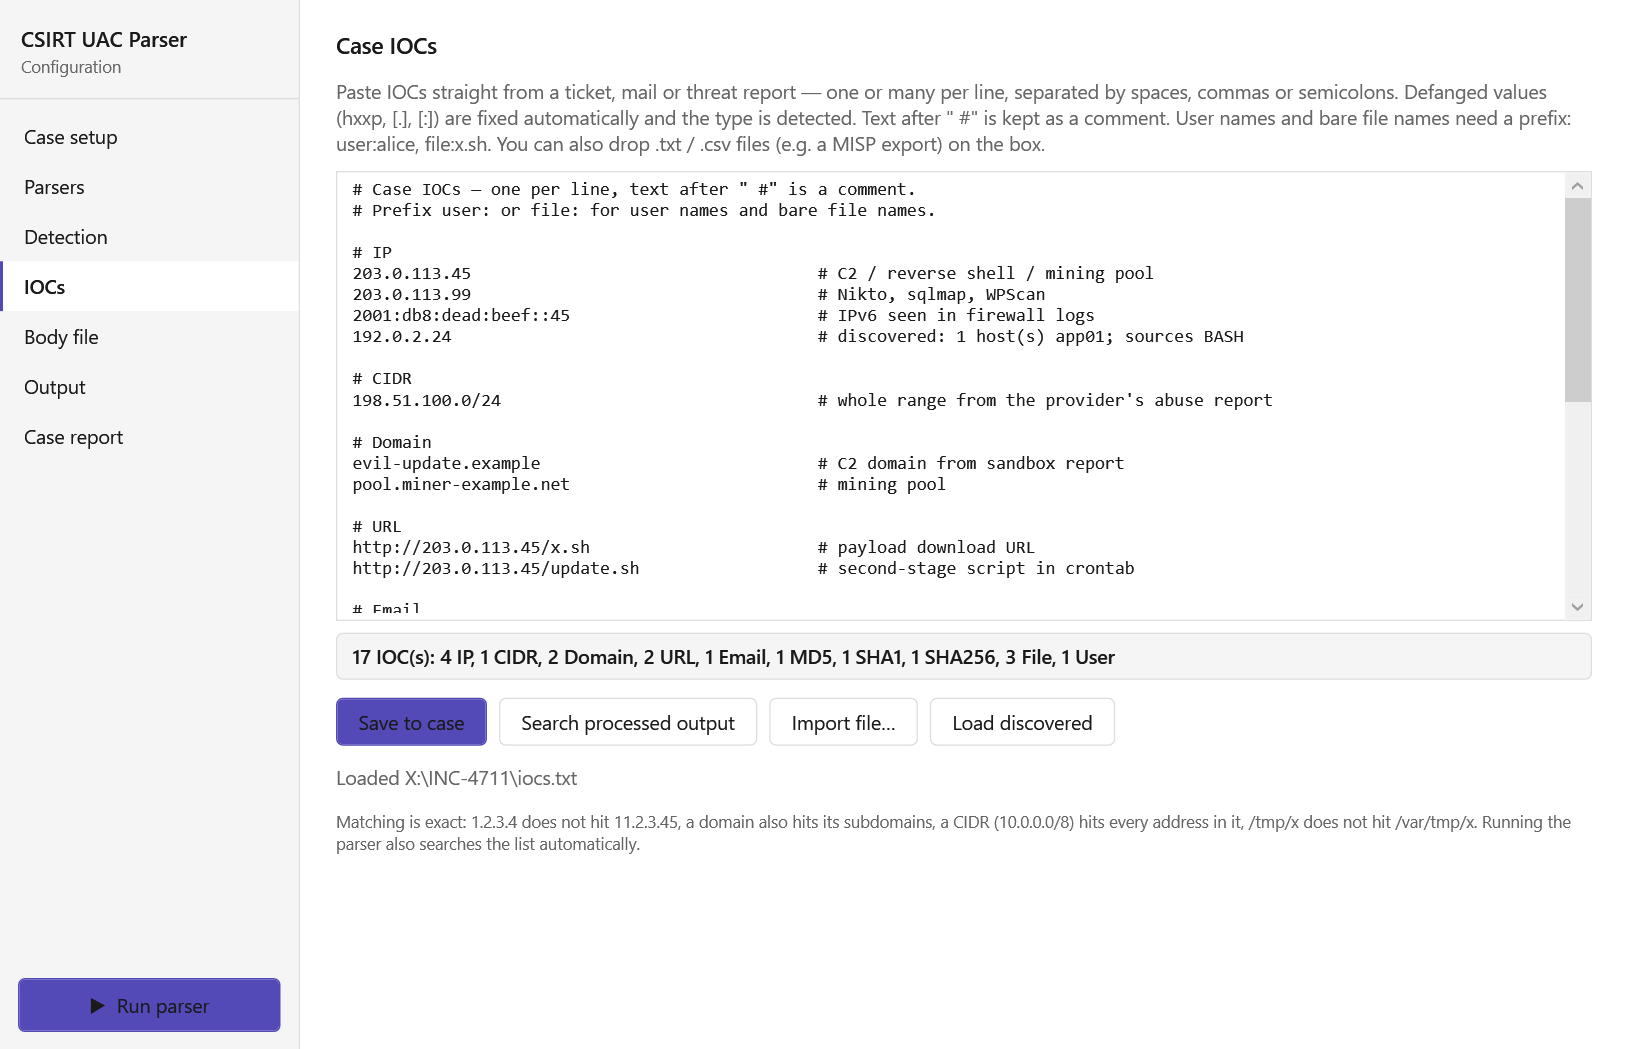 CSIRT UAC Parser
Configuration
Case setup
Parsers
Detection
IOCs
Body file
Output
Case report
Run parser
Case IOCs
Paste IOCs straight from a ticket, mail or threat report — one or many per line, separated by spaces, commas or semicolons. Defanged values
(hxxp, [.], [:]) are fixed automatically and the type is detected. Text after " #" is kept as a comment. User names and bare file names need a prefix:
user:alice, file:x.sh. You can also drop .txt / .csv files (e.g. a MISP export) on the box.
# Case IOCs — one per line, text after " #" is a comment.
# Prefix user: or file: for user names and bare file names.
# IP
203.0.113.45 # C2 / reverse shell / mining pool
203.0.113.99 # Nikto, sqlmap, WPScan
2001:db8:dead:beef::45 # IPv6 seen in firewall logs
192.0.2.24 # discovered: 1 host(s) app01; sources BASH
# CIDR
198.51.100.0/24 # whole range from the provider's abuse report
# Domain
evil-update.example # C2 domain from sandbox report
pool.miner-example.net # mining pool
# URL
http://203.0.113.45/x.sh # payload download URL
http://203.0.113.45/update.sh # second-stage script in crontab
# Email
17 IOC(s): 4 IP, 1 CIDR, 2 Domain, 2 URL, 1 Email, 1 MD5, 1 SHA1, 1 SHA256, 3 File, 1 User
Save to case
Search processed output
Import file...
Load discovered
Loaded X:\INC-4711\iocs.txt
Matching is exact: 1.2.3.4 does not hit 11.2.3.45, a domain also hits its subdomains, a CIDR (10.0.0.0/8) hits every address in it, /tmp/x does not hit /var/tmp/x. Running the
parser also searches the list automatically.